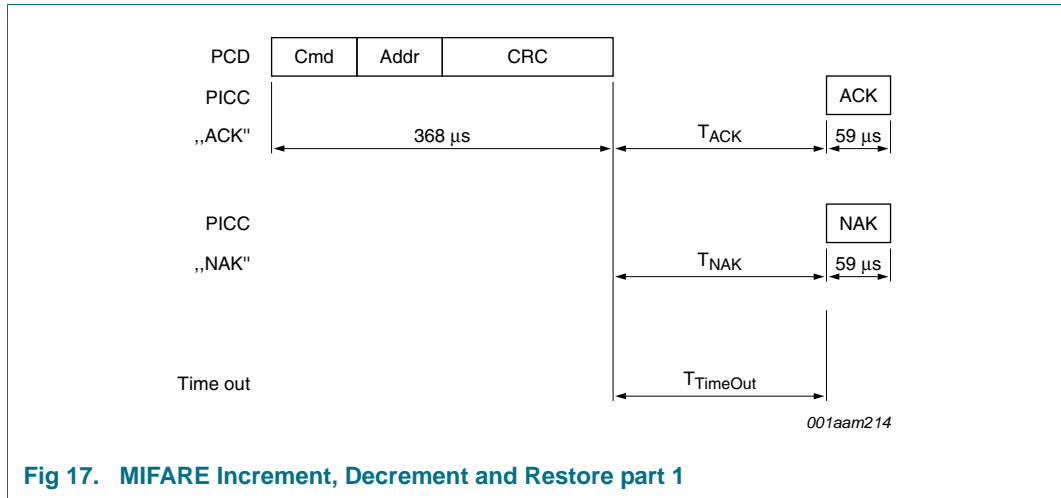 PCD Cmd Addr CRC
PICC ACK
,,ACK" 368 μs TACK 59 μs
PICC NAK
,,NAK" TNAK 59 μs
Time out TTimeOut
001aam214
Fig 17. MIFARE Increment, Decrement and Restore part 1